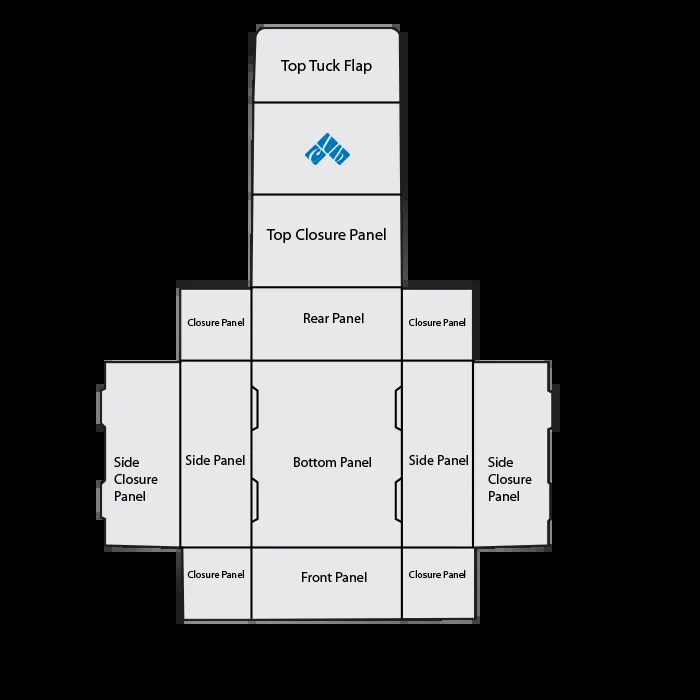 Top Tuck Flap
Top Closure Panel
Closure Panel
Rear Panel
Closure Panel
Side
Closure
Panel
Side Panel
Bottom Panel
Side Panel
Side
Closure
Panel
Closure Panel
Front Panel
Closure Panel